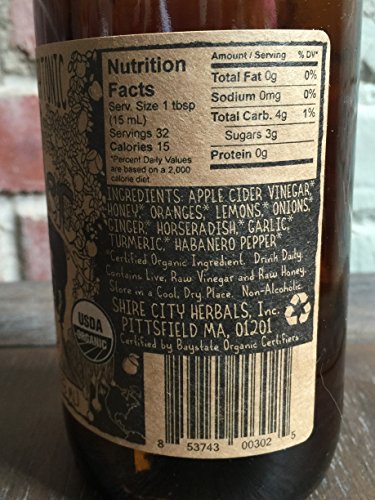 TONIC
Nutrition
Facts
Serv. Size 1 tbsp
(15 mL)
Servings 32
Calories 15
*Percent Daily Values
are based on a 2,000
calorie diet.
Amount / Serving % DV*
Total Fat 0g 0%
Sodium 0mg 0%
Total Carb. 4g 1%
Sugars 3g
Protein 0g
INGREDIENTS: APPLE CIDER VINEGAR,*
HONEY,* ORANGES,* LEMONS,* ONIONS,*
GINGER,* HORSERADISH,* GARLIC,*
TURMERIC,* HABANERO PEPPER*
*Certified Organic Ingredient. Drink Daily.
Contains Live, Raw Vinegar and Raw Honey.
Store in a Cool, Dry Place. Non-Alcoholic.
SHIRE CITY HERBALS, Inc.
PITTSFIELD MA, 01201
Certified by Baystate Organic Certifiers
USDA
ORGANIC
8 53743 00302 5